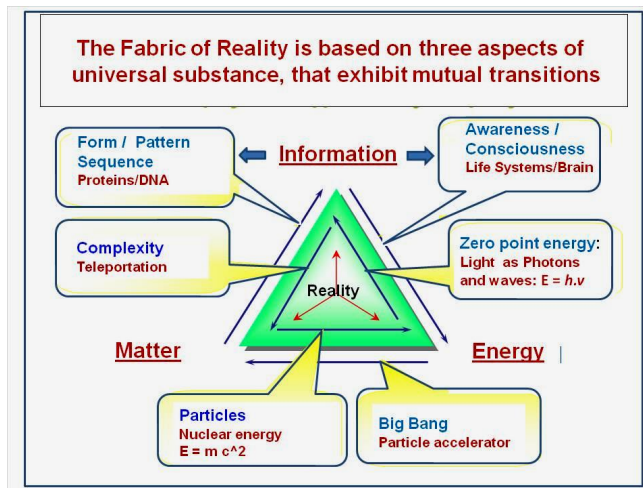 The Fabric of Reality is based on three aspects of
universal substance, that exhibit mutual transitions
Form / Pattern
Sequence
Proteins/DNA
Information
Awareness /
Consciousness
Life Systems/Brain
Complexity
Teleportation
Zero point energy:
Light as Photons
and waves: E = h.v
Reality
Matter
Energy
Particles
Nuclear energy
E = m c^2
Big Bang
Particle accelerator